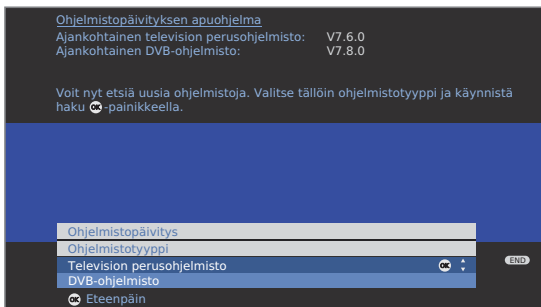 Ohjelmistopäivityksen apuohjelma
Ajankohtainen television perusohjelmisto: V7.6.0
Ajankohtainen DVB-ohjelmisto: V7.8.0
Voit nyt etsiä uusia ohjelmistoja. Valitse tällöin ohjelmistotyyppi ja käynnistä
haku OK -painikkeella.
Ohjelmistopäivitys
Ohjelmistotyyppi
Television perusohjelmisto OK
END
DVB-ohjelmisto
OK Eteenpäin